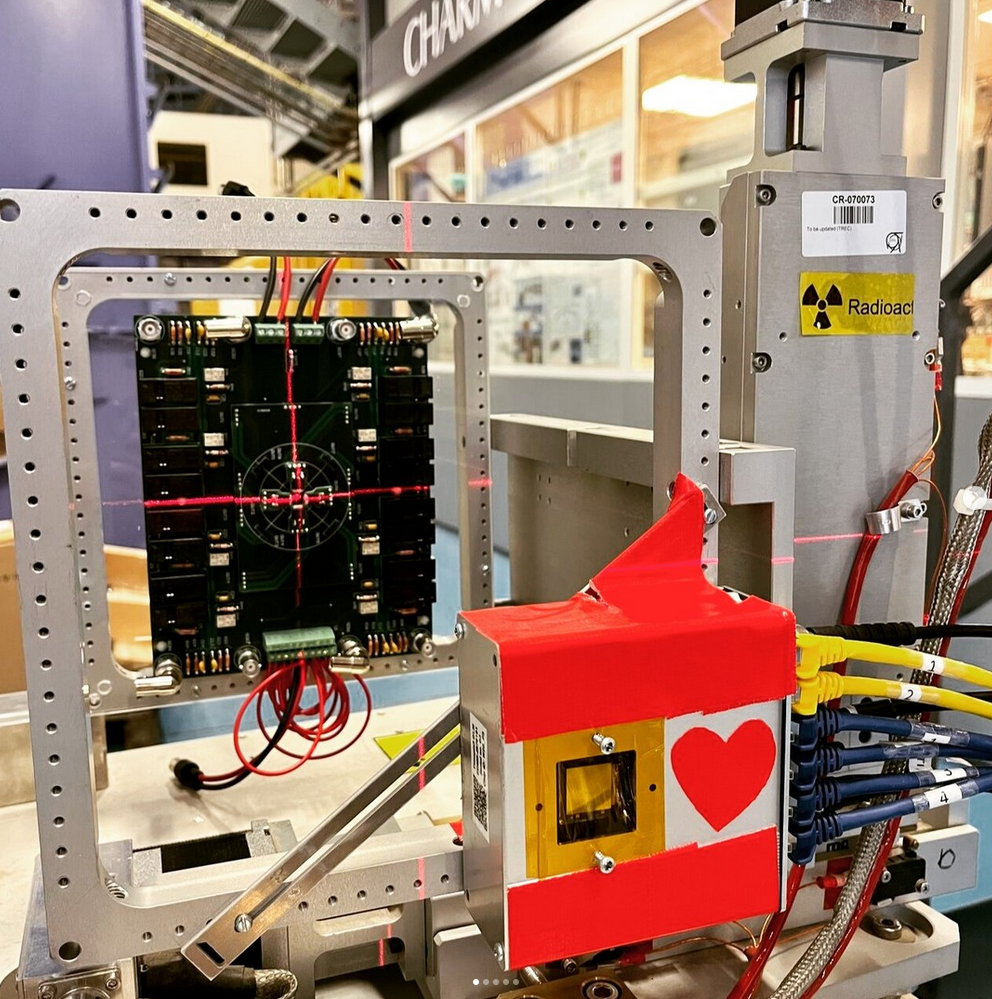 CHARM
CR-070073
To be updated (TREC)
Radioact
1
2
3
4